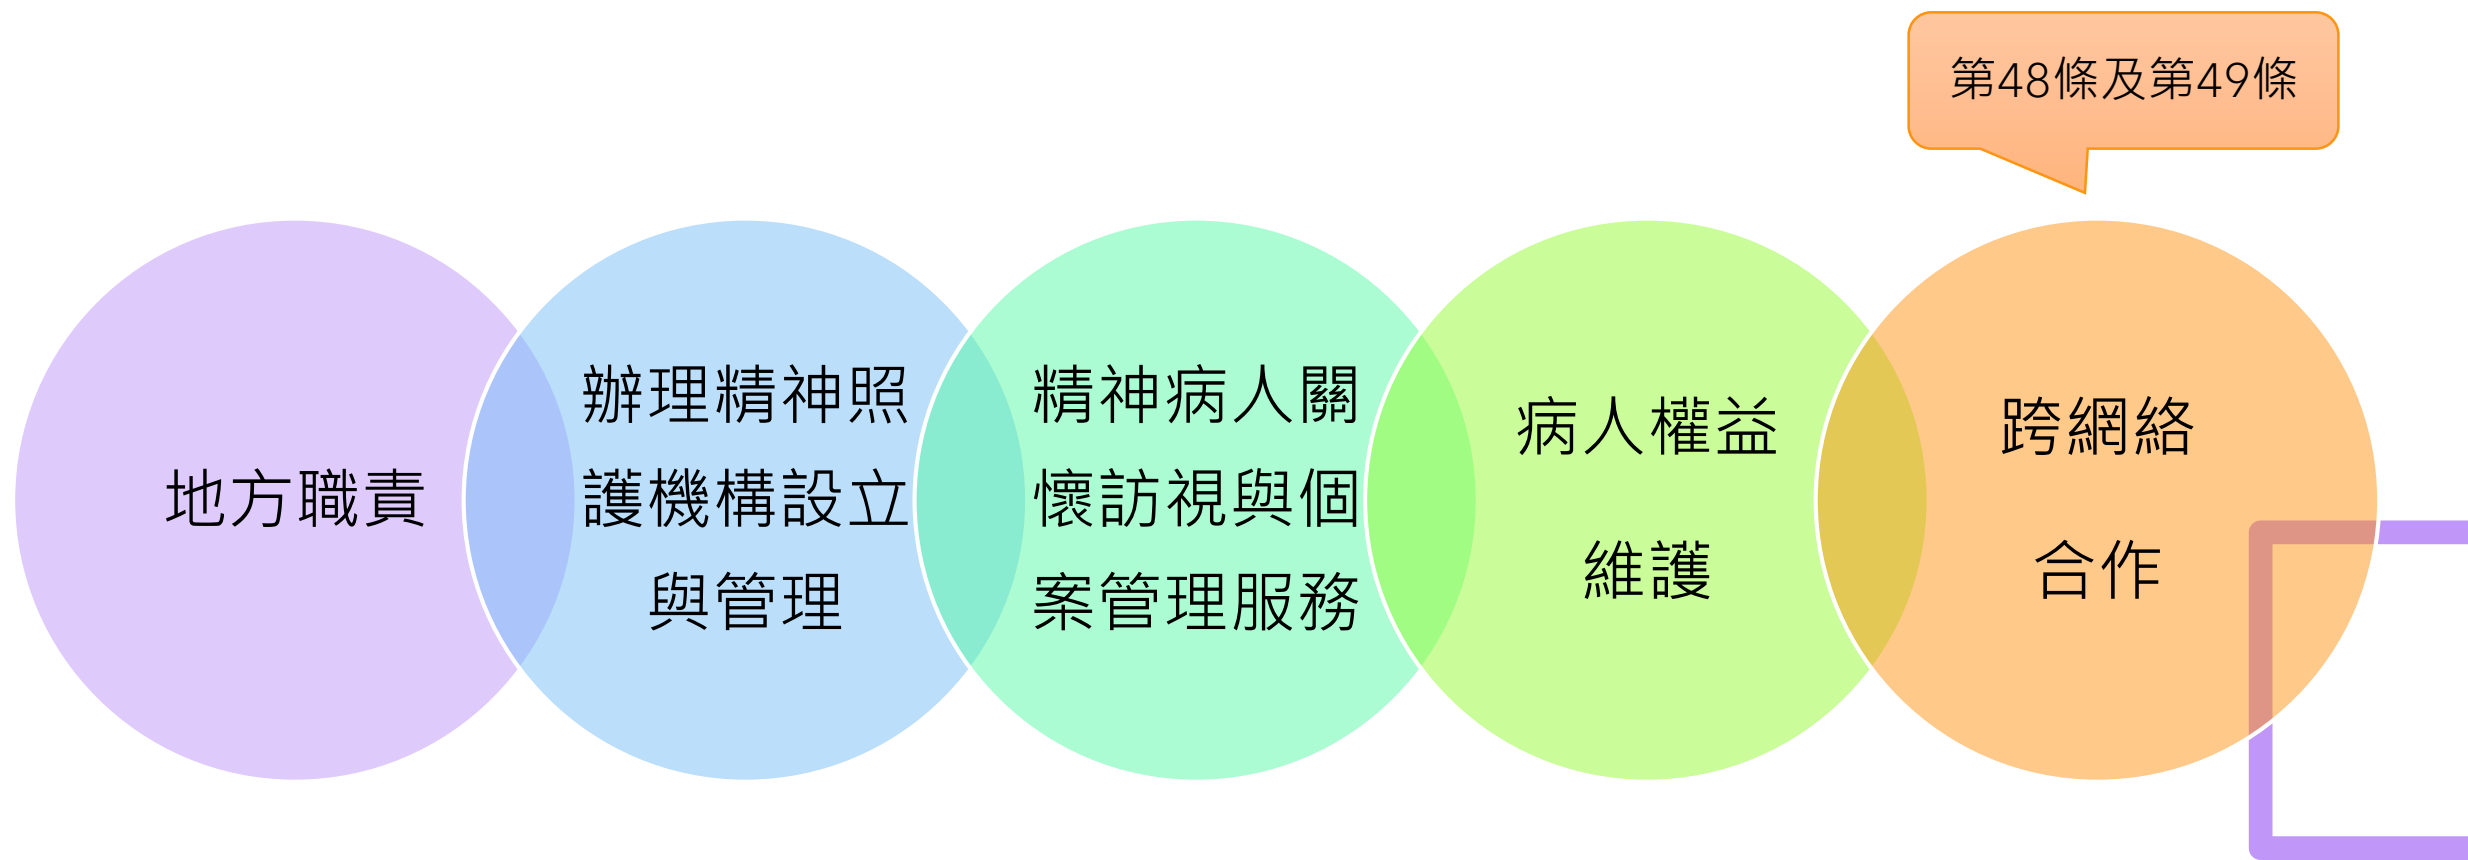 第48條及第49條
地方職責
辦理精神照
護機構設立
與管理
精神病人關
懷訪視與個
案管理服務
病人權益
維護
跨網絡
合作